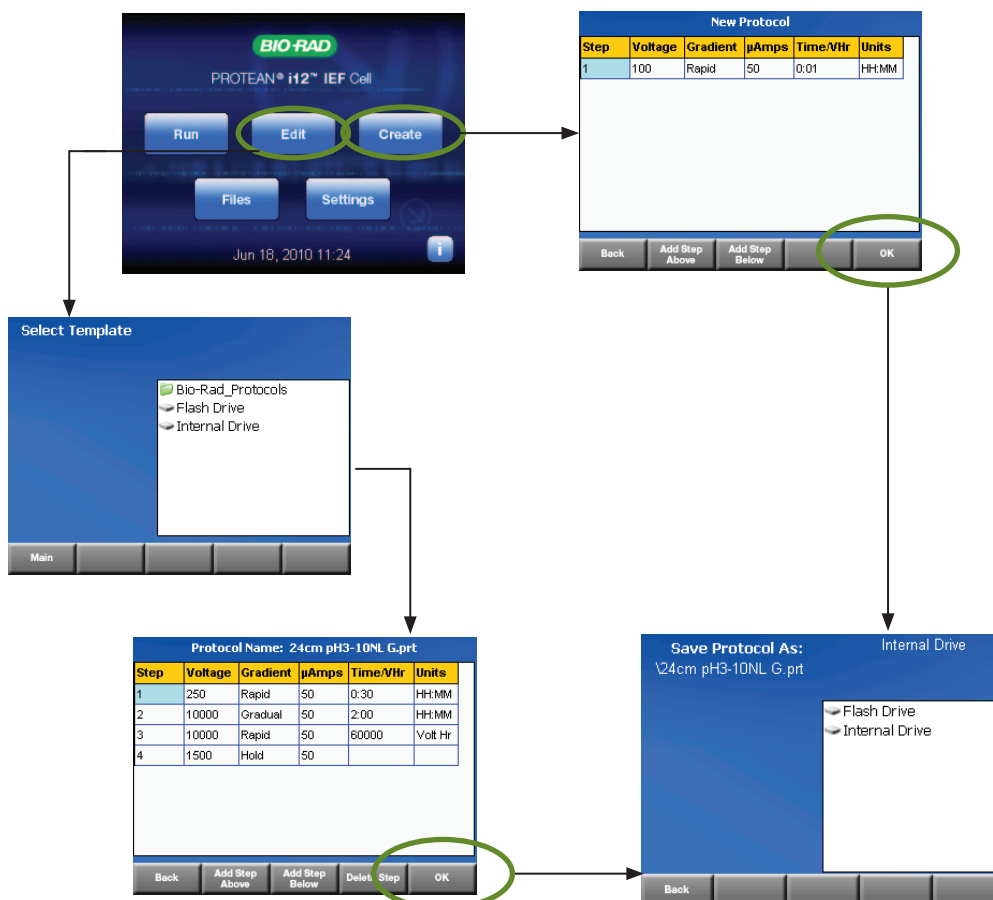 BIO-RAD
PROTEAN® i12™ IEF Cell
Run Edit Create
Files Settings
Jun 18, 2010 11:24 i
New Protocol
Step Voltage Gradient µAmps Time/VHr Units
1 100 Rapid 50 0:01 HH:MM
Back Add Step Above Add Step Below OK
Select Template
Bio-Rad_Protocols
Flash Drive
Internal Drive
Main
Protocol Name: 24cm pH3-10NL G.prt
Step Voltage Gradient µAmps Time/VHr Units
1 250 Rapid 50 0:30 HH:MM
2 10000 Gradual 50 2:00 HH:MM
3 10000 Rapid 50 60000 Volt Hr
4 1500 Hold 50
Back Add Step Above Add Step Below Delete Step OK
Save Protocol As: Internal Drive
\24cm pH3-10NL G.prt
Flash Drive
Internal Drive
Back